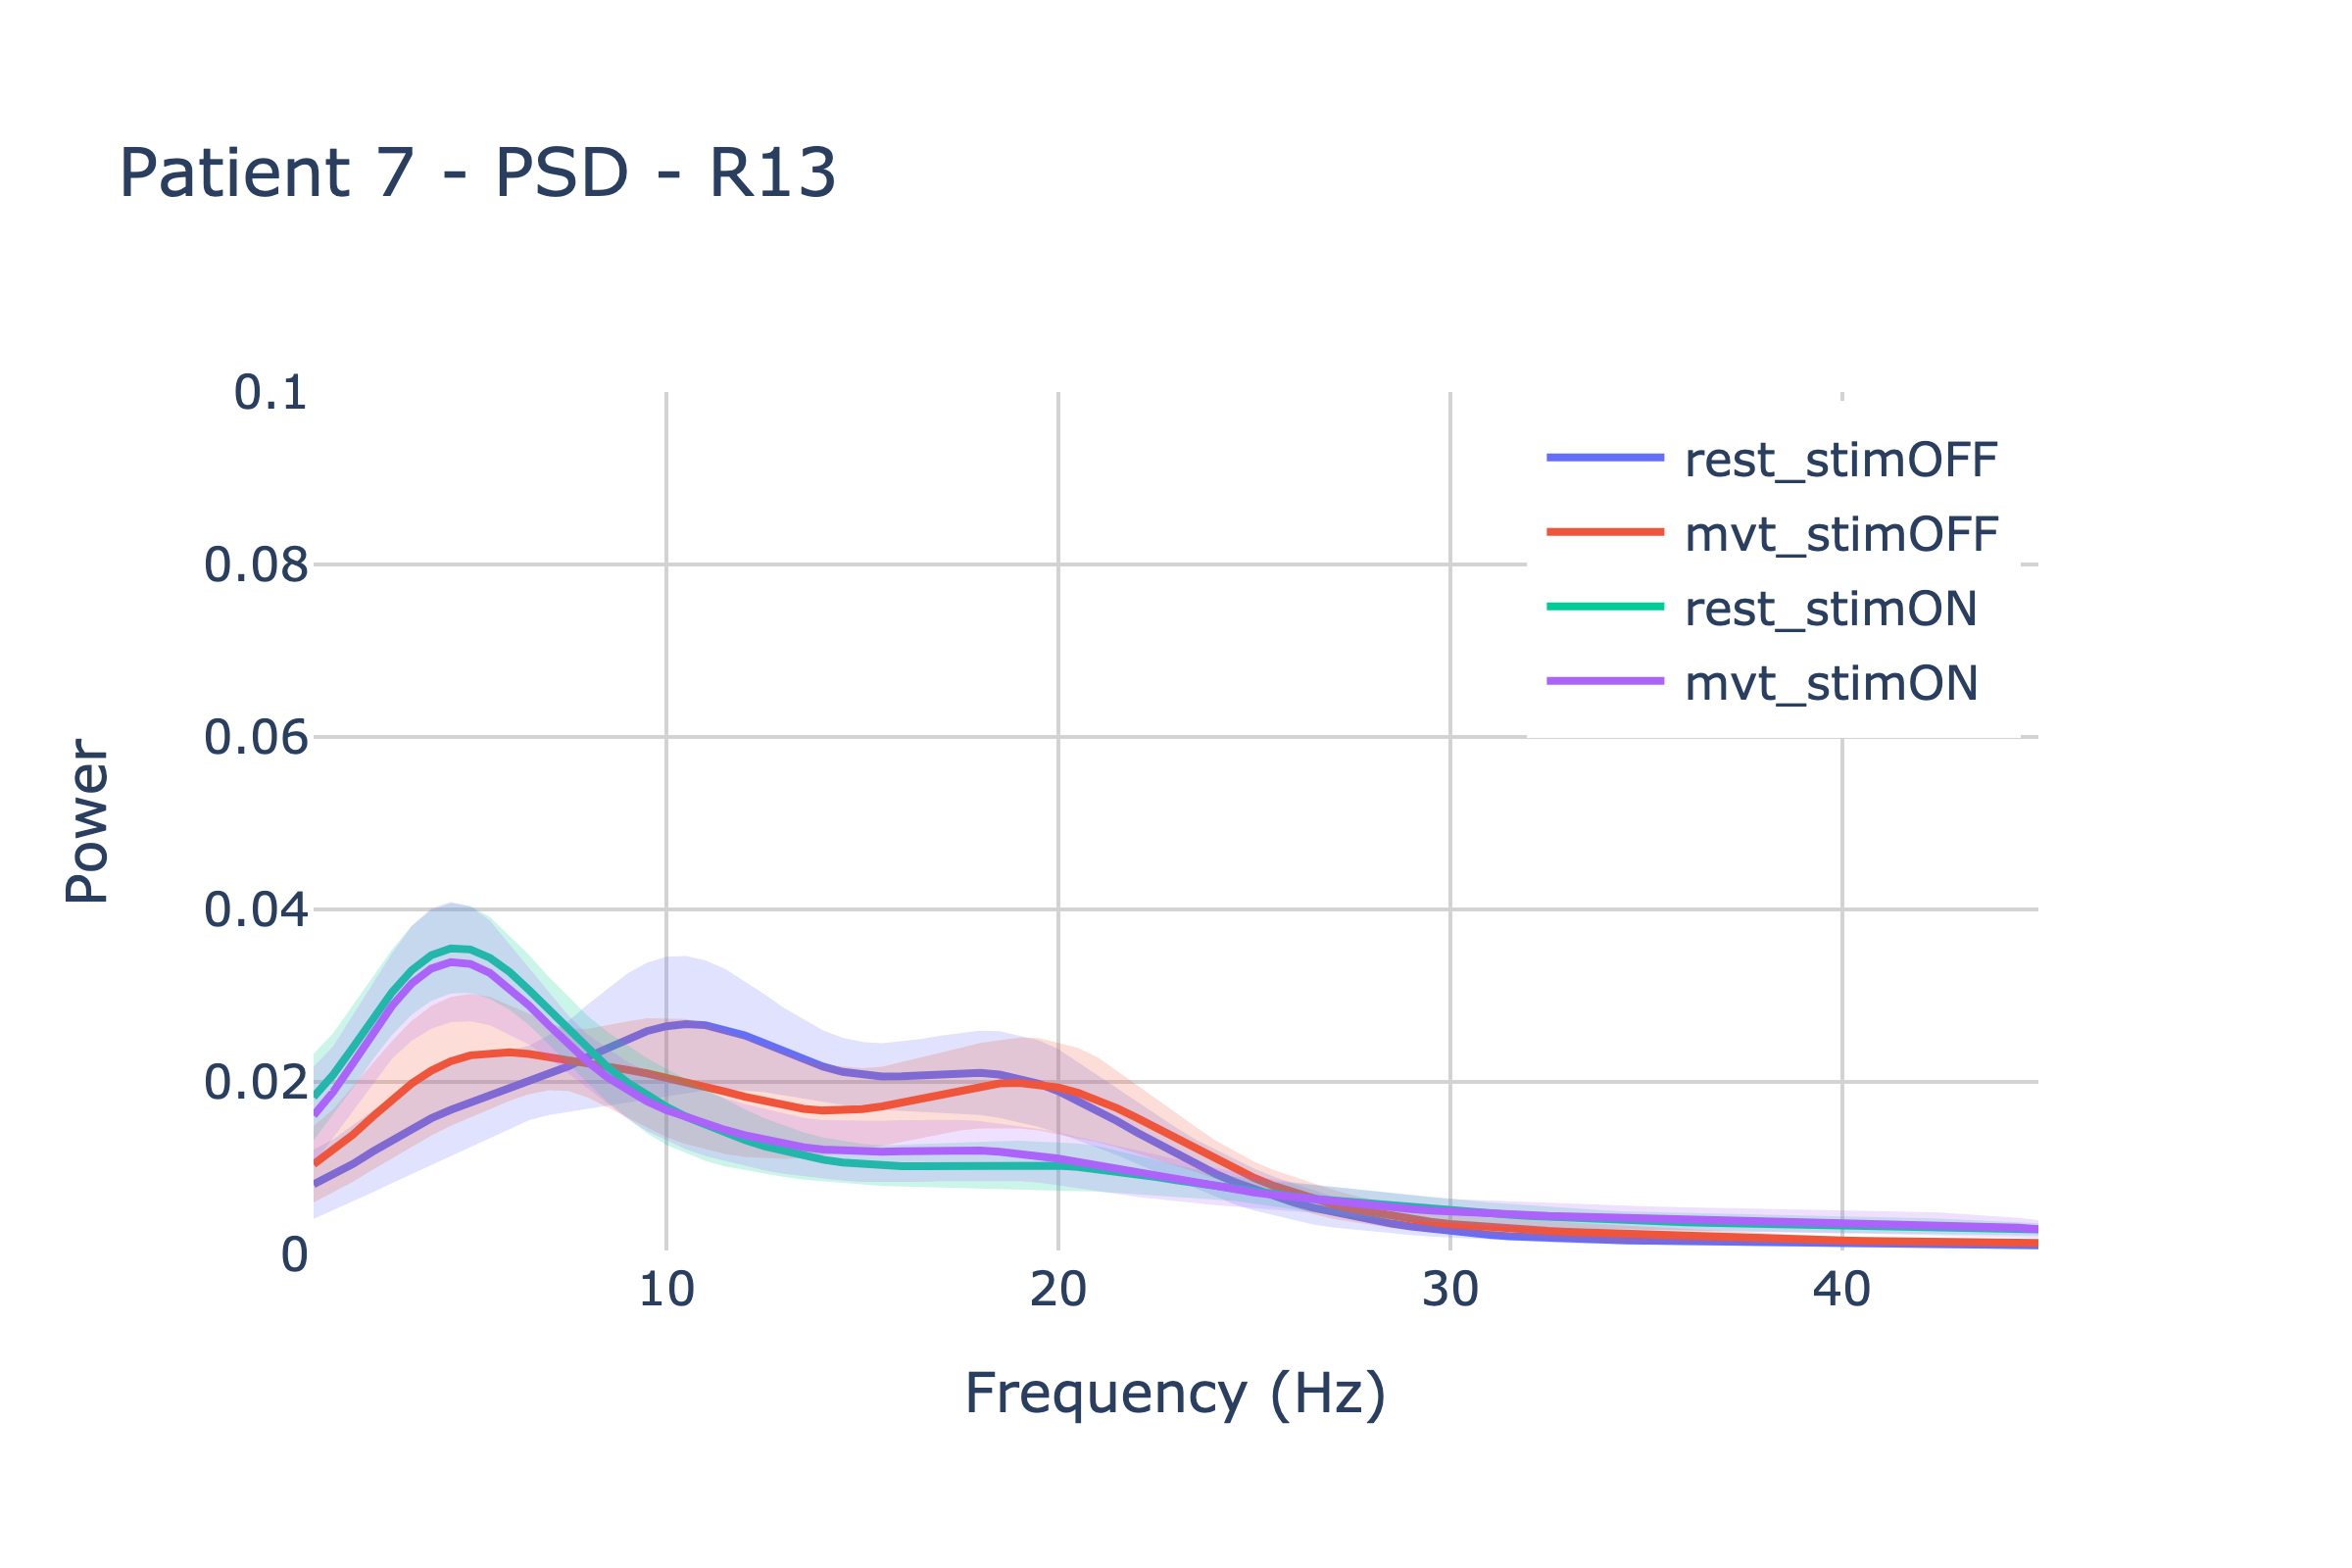 Patient 7 - PSD - R13
0.1
0.08
0.06
0.04
0.02
0
Power
10 20 30 40
Frequency (Hz)
rest_stimOFF
mvt_stimOFF
rest_stimON
mvt_stimON